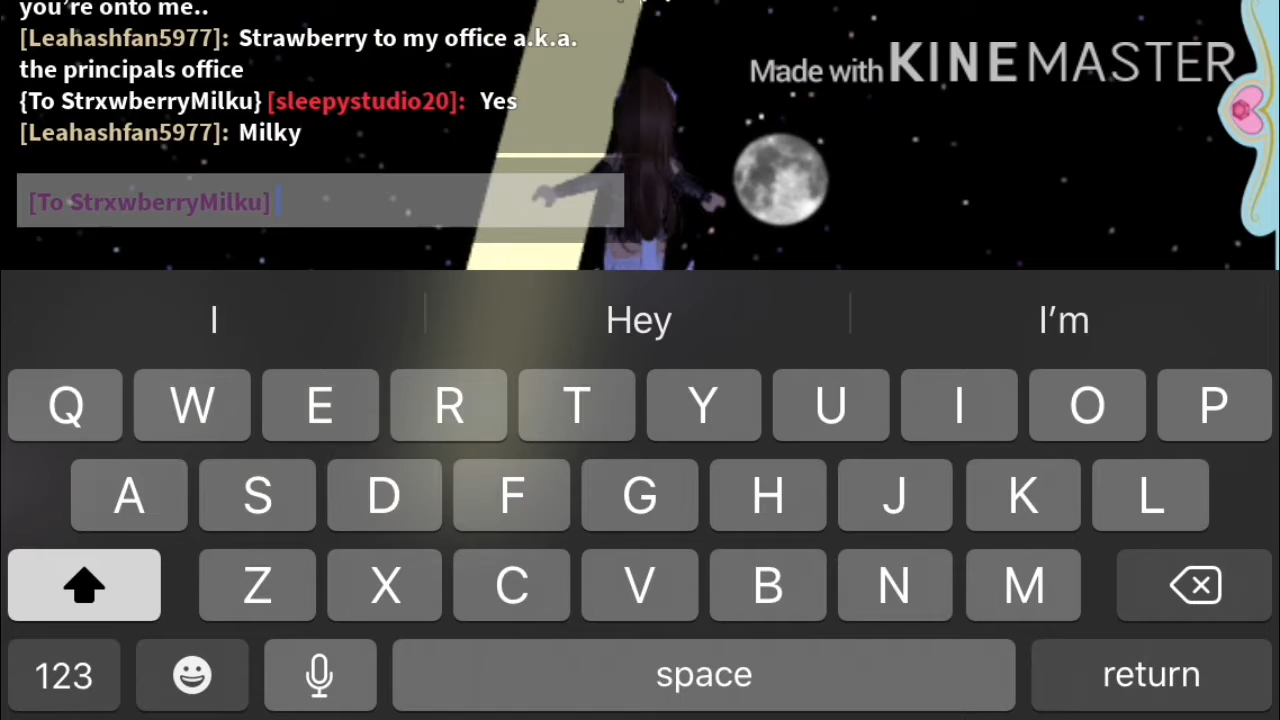 you're onto me..
[Leahashfan5977]: Strawberry to my office a.k.a.
the principals office
{To StrxwberryMilku} [sleepystudio20]: Yes
[Leahashfan5977]: Milky
Made with KINEMASTER
[To StrxwberryMilku]
I Hey I'm
Q W E R T Y U I O P
A S D F G H J K L
Z X C V B N M
123 space return